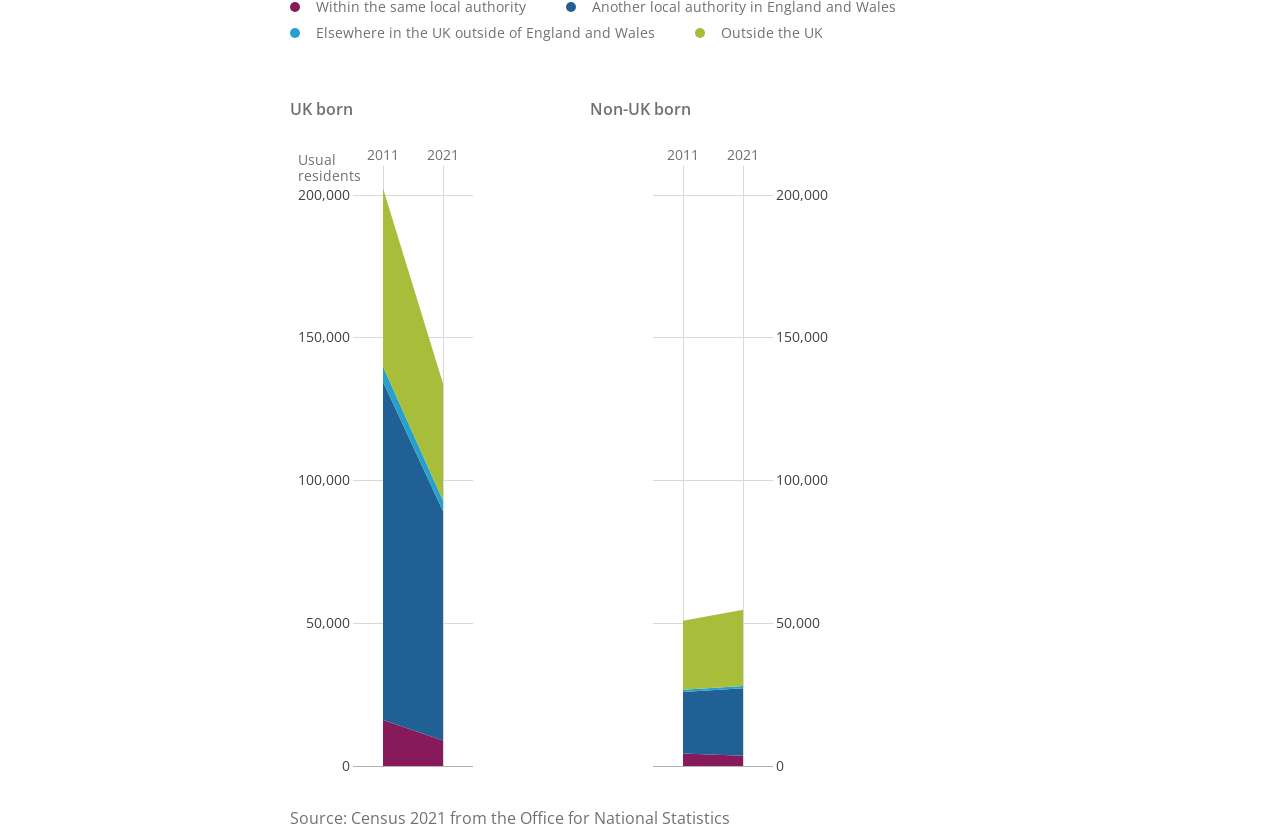 Within the same local authority
Another local authority in England and Wales
Elsewhere in the UK outside of England and Wales
Outside the UK
UK born
Non-UK born
Usual
residents
2011
2021
2011
2021
200,000
200,000
150,000
150,000
100,000
100,000
50,000
50,000
0
0
Source: Census 2021 from the Office for National Statistics